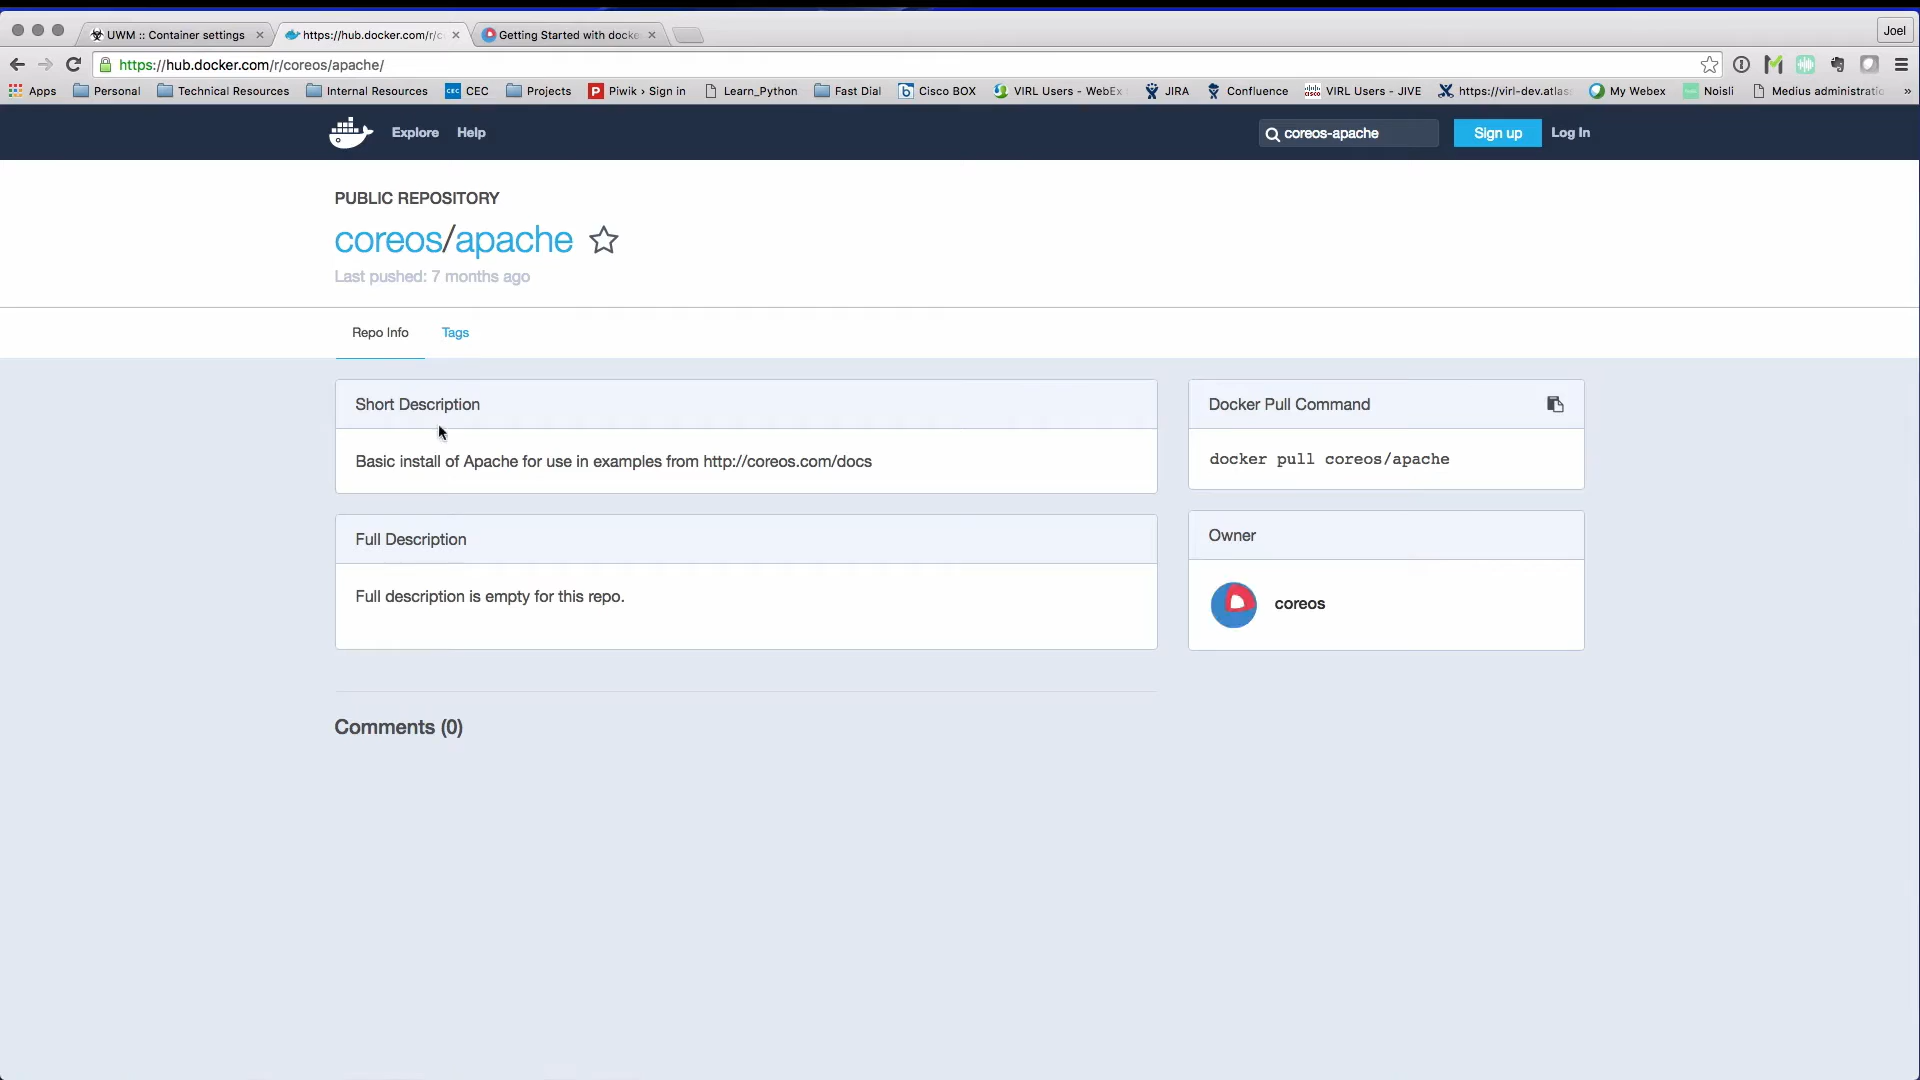 UWM :: Container settings
https://hub.docker.com/r/c
Getting Started with docke
Joel
https://hub.docker.com/r/coreos/apache/
Apps Personal Technical Resources Internal Resources CEC CEC Projects P Piwik › Sign in Learn_Python Fast Dial b Cisco BOX VIRL Users - WebEx JIRA Confluence VIRL Users - JIVE https://virl-dev.atlas My Webex Noisli Medius administratio »
Explore Help coreos-apache Sign up Log In
PUBLIC REPOSITORY
coreos/apache
Last pushed: 7 months ago
Repo Info Tags
Short Description
Basic install of Apache for use in examples from http://coreos.com/docs
Docker Pull Command
docker pull coreos/apache
Full Description
Full description is empty for this repo.
Owner
coreos
Comments (0)